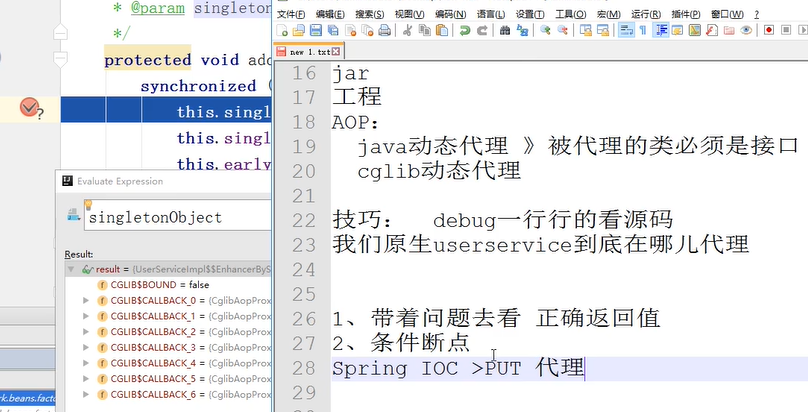 * @param singleton
*/
protected void add
synchronized (
this.singl
this.singl
this.early
Evaluate Expression
singletonObject
Result:
result = {UserServiceImpl$$EnhancerByS
CGLIB$BOUND = false
CGLIB$CALLBACK_0 = {CglibAopProx
CGLIB$CALLBACK_1 = {CglibAopProx
CGLIB$CALLBACK_2 = {CglibAopProx
CGLIB$CALLBACK_3 = {CglibAopProx
CGLIB$CALLBACK_4 = {CglibAopProx
CGLIB$CALLBACK_5 = {CglibAopProx
CGLIB$CALLBACK_6 = {CglibAopProx
rk.beans.factor
文件(F) 编辑(E) 搜索(S) 视图(V) 编码(N) 语言(L) 设置(T) 工具(O) 宏(M) 运行(R) 插件(P) 窗口(W) ?
new 1.txt
16 jar
17 工程
18 AOP:
19 java动态代理 》被代理的类必须是接口
20 cglib动态代理
21
22 技巧: debug一行行的看源码
23 我们原生userservice到底在哪儿代理
24
25
26 1、带着问题去看 正确返回值
27 2、条件断点
28 Spring IOC >PUT 代理
29